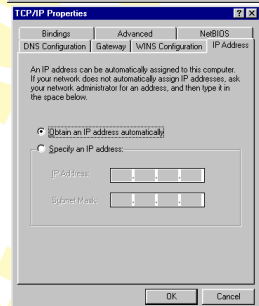 TCP/IP Properties
Bindings Advanced NetBIOS
DNS Configuration Gateway WINS Configuration IP Address
An IP address can be automatically assigned to this computer.
If your network does not automatically assign IP addresses, ask
your network administrator for an address, and then type it in
the space below.
Obtain an IP address automatically
Specify an IP address:
IP Address:
Subnet Mask:
OK Cancel